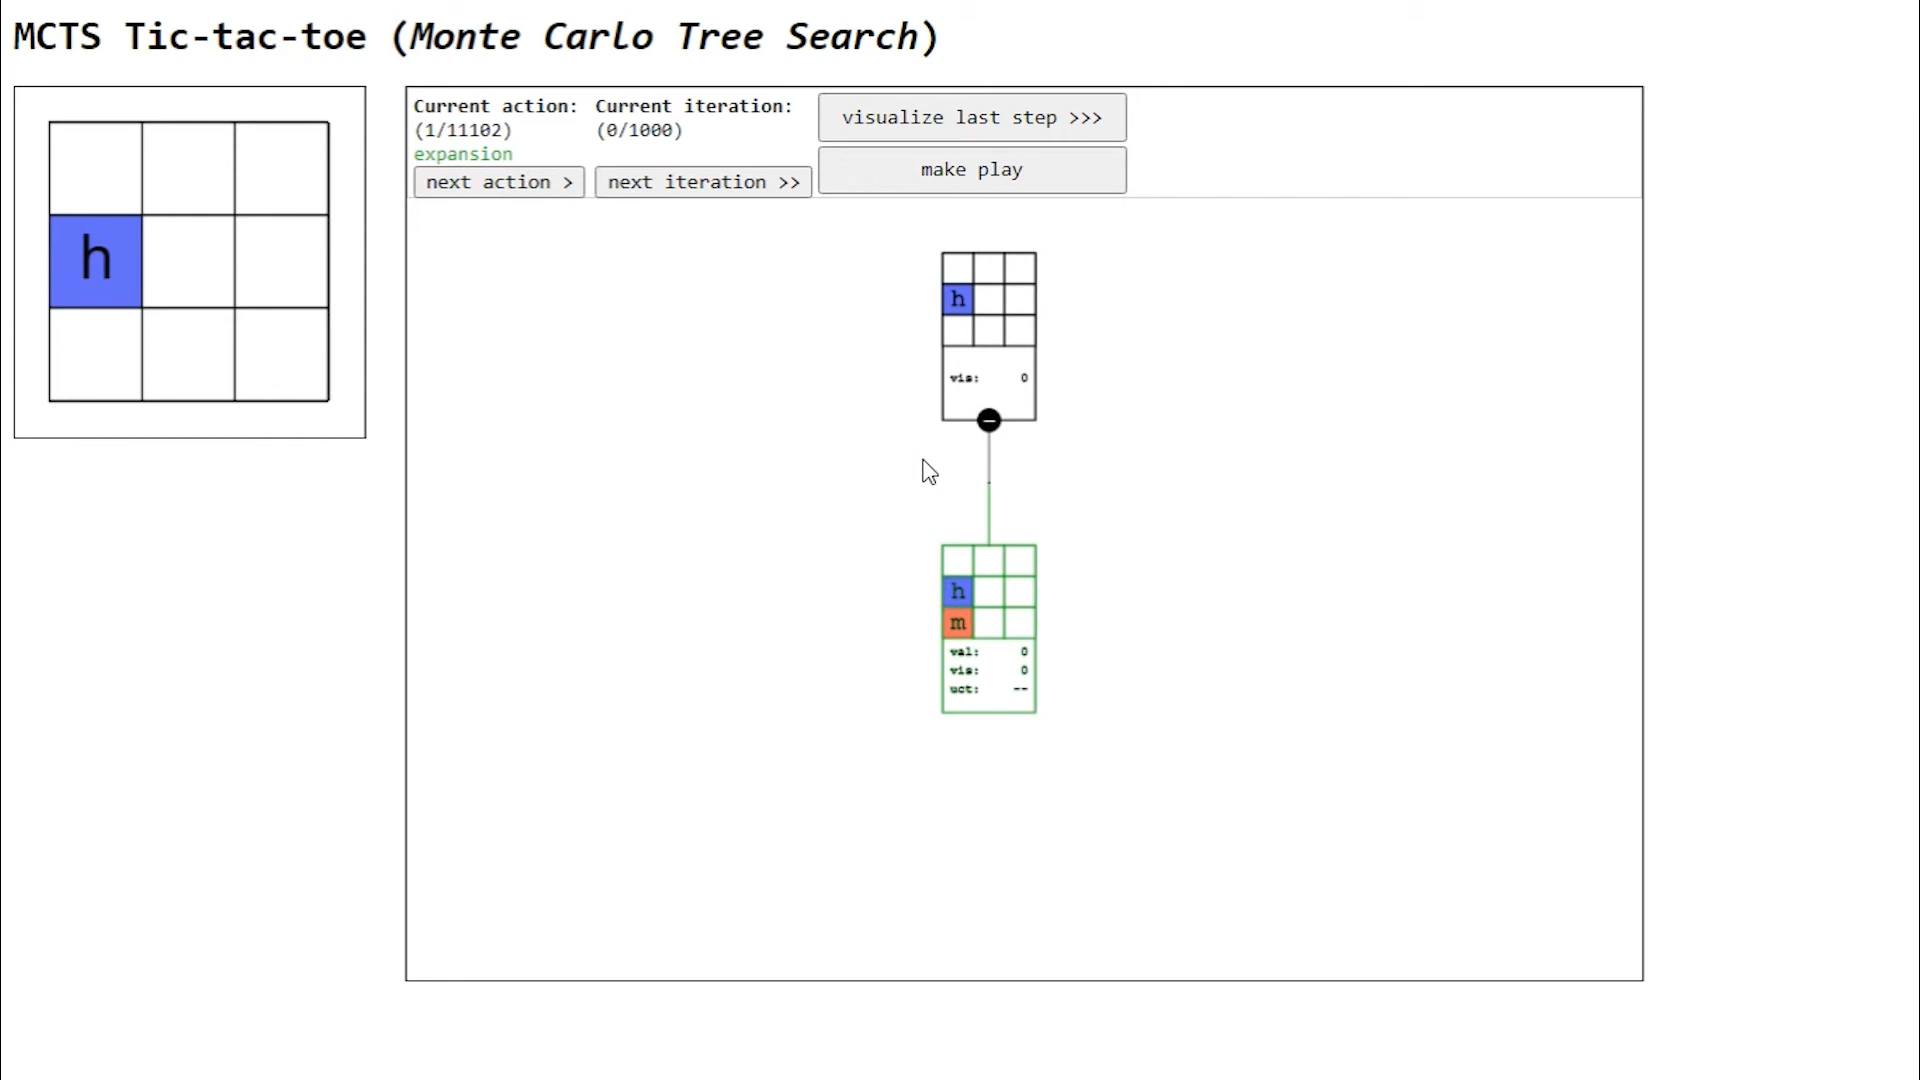 MCTS Tic-tac-toe (Monte Carlo Tree Search)
h
Current action:
(1/11102)
expansion
next action >
Current iteration:
(0/1000)
next iteration >>
visualize last step >>>
make play
h
vis: 0
−
h
m
val: 0
vis: 0
uct: --